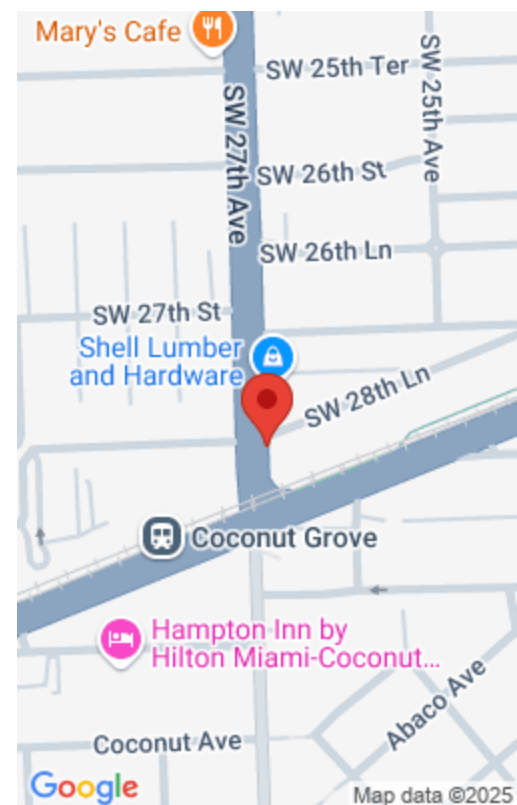 Mary's Cafe
SW 25th Ter
SW 27th Ave
SW 25th Ave
SW 26th St
SW 26th Ln
SW 27th St
Shell Lumber
and Hardware
SW 28th Ln
Coconut Grove
Hampton Inn by
Hilton Miami-Coconut...
Abaco Ave
Coconut Ave
Google
Map data ©2025